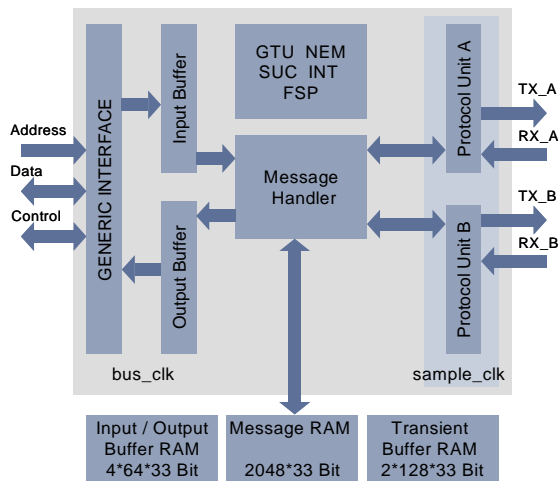 GTU NEM
SUC INT
FSP
Address
Data
Control
GENERIC INTERFACE
Input Buffer
Output Buffer
Message
Handler
Protocol Unit A
Protocol Unit B
TX_A
RX_A
TX_B
RX_B
bus_clk
sample_clk
Input / Output
Buffer RAM
4*64*33 Bit
Message RAM
2048*33 Bit
Transient
Buffer RAM
2*128*33 Bit